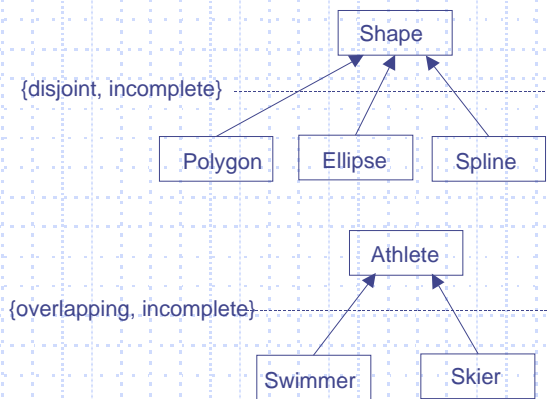 Shape
{disjoint, incomplete}
Polygon
Ellipse
Spline
Athlete
{overlapping, incomplete}
Swimmer
Skier